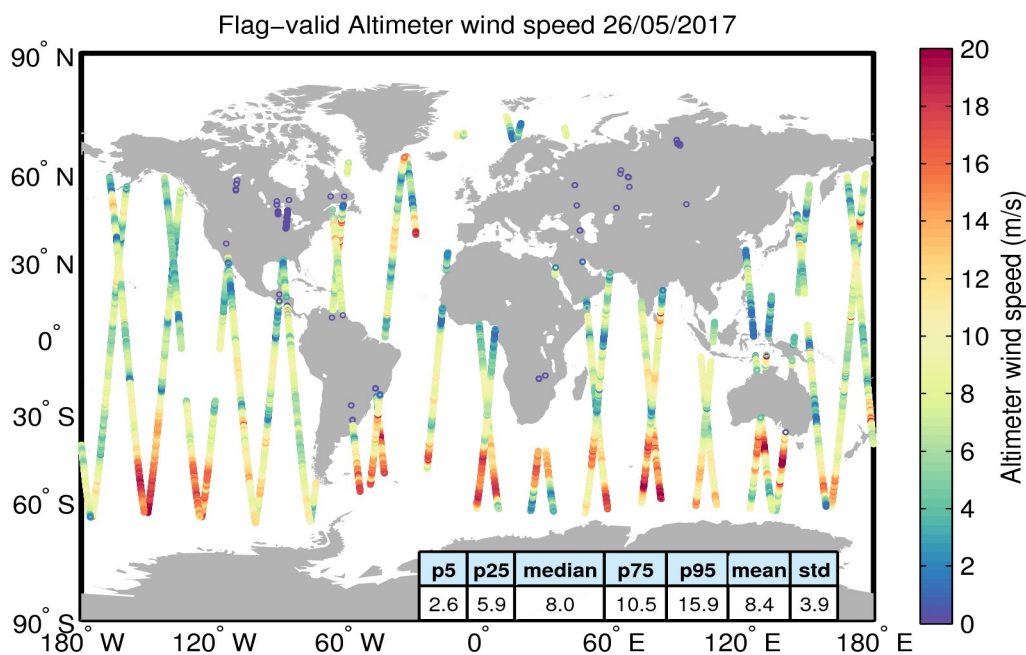 Flag−valid Altimeter wind speed 26/05/2017
90° N
60° N
30° N
0°
30° S
60° S
90° S
180° W
120° W
60° W
0°
60° E
120° E
180° E
p5 p25 median p75 p95 mean std
2.6 5.9 8.0 10.5 15.9 8.4 3.9
20
18
16
14
12
10
8
6
4
2
0
Altimeter wind speed (m/s)